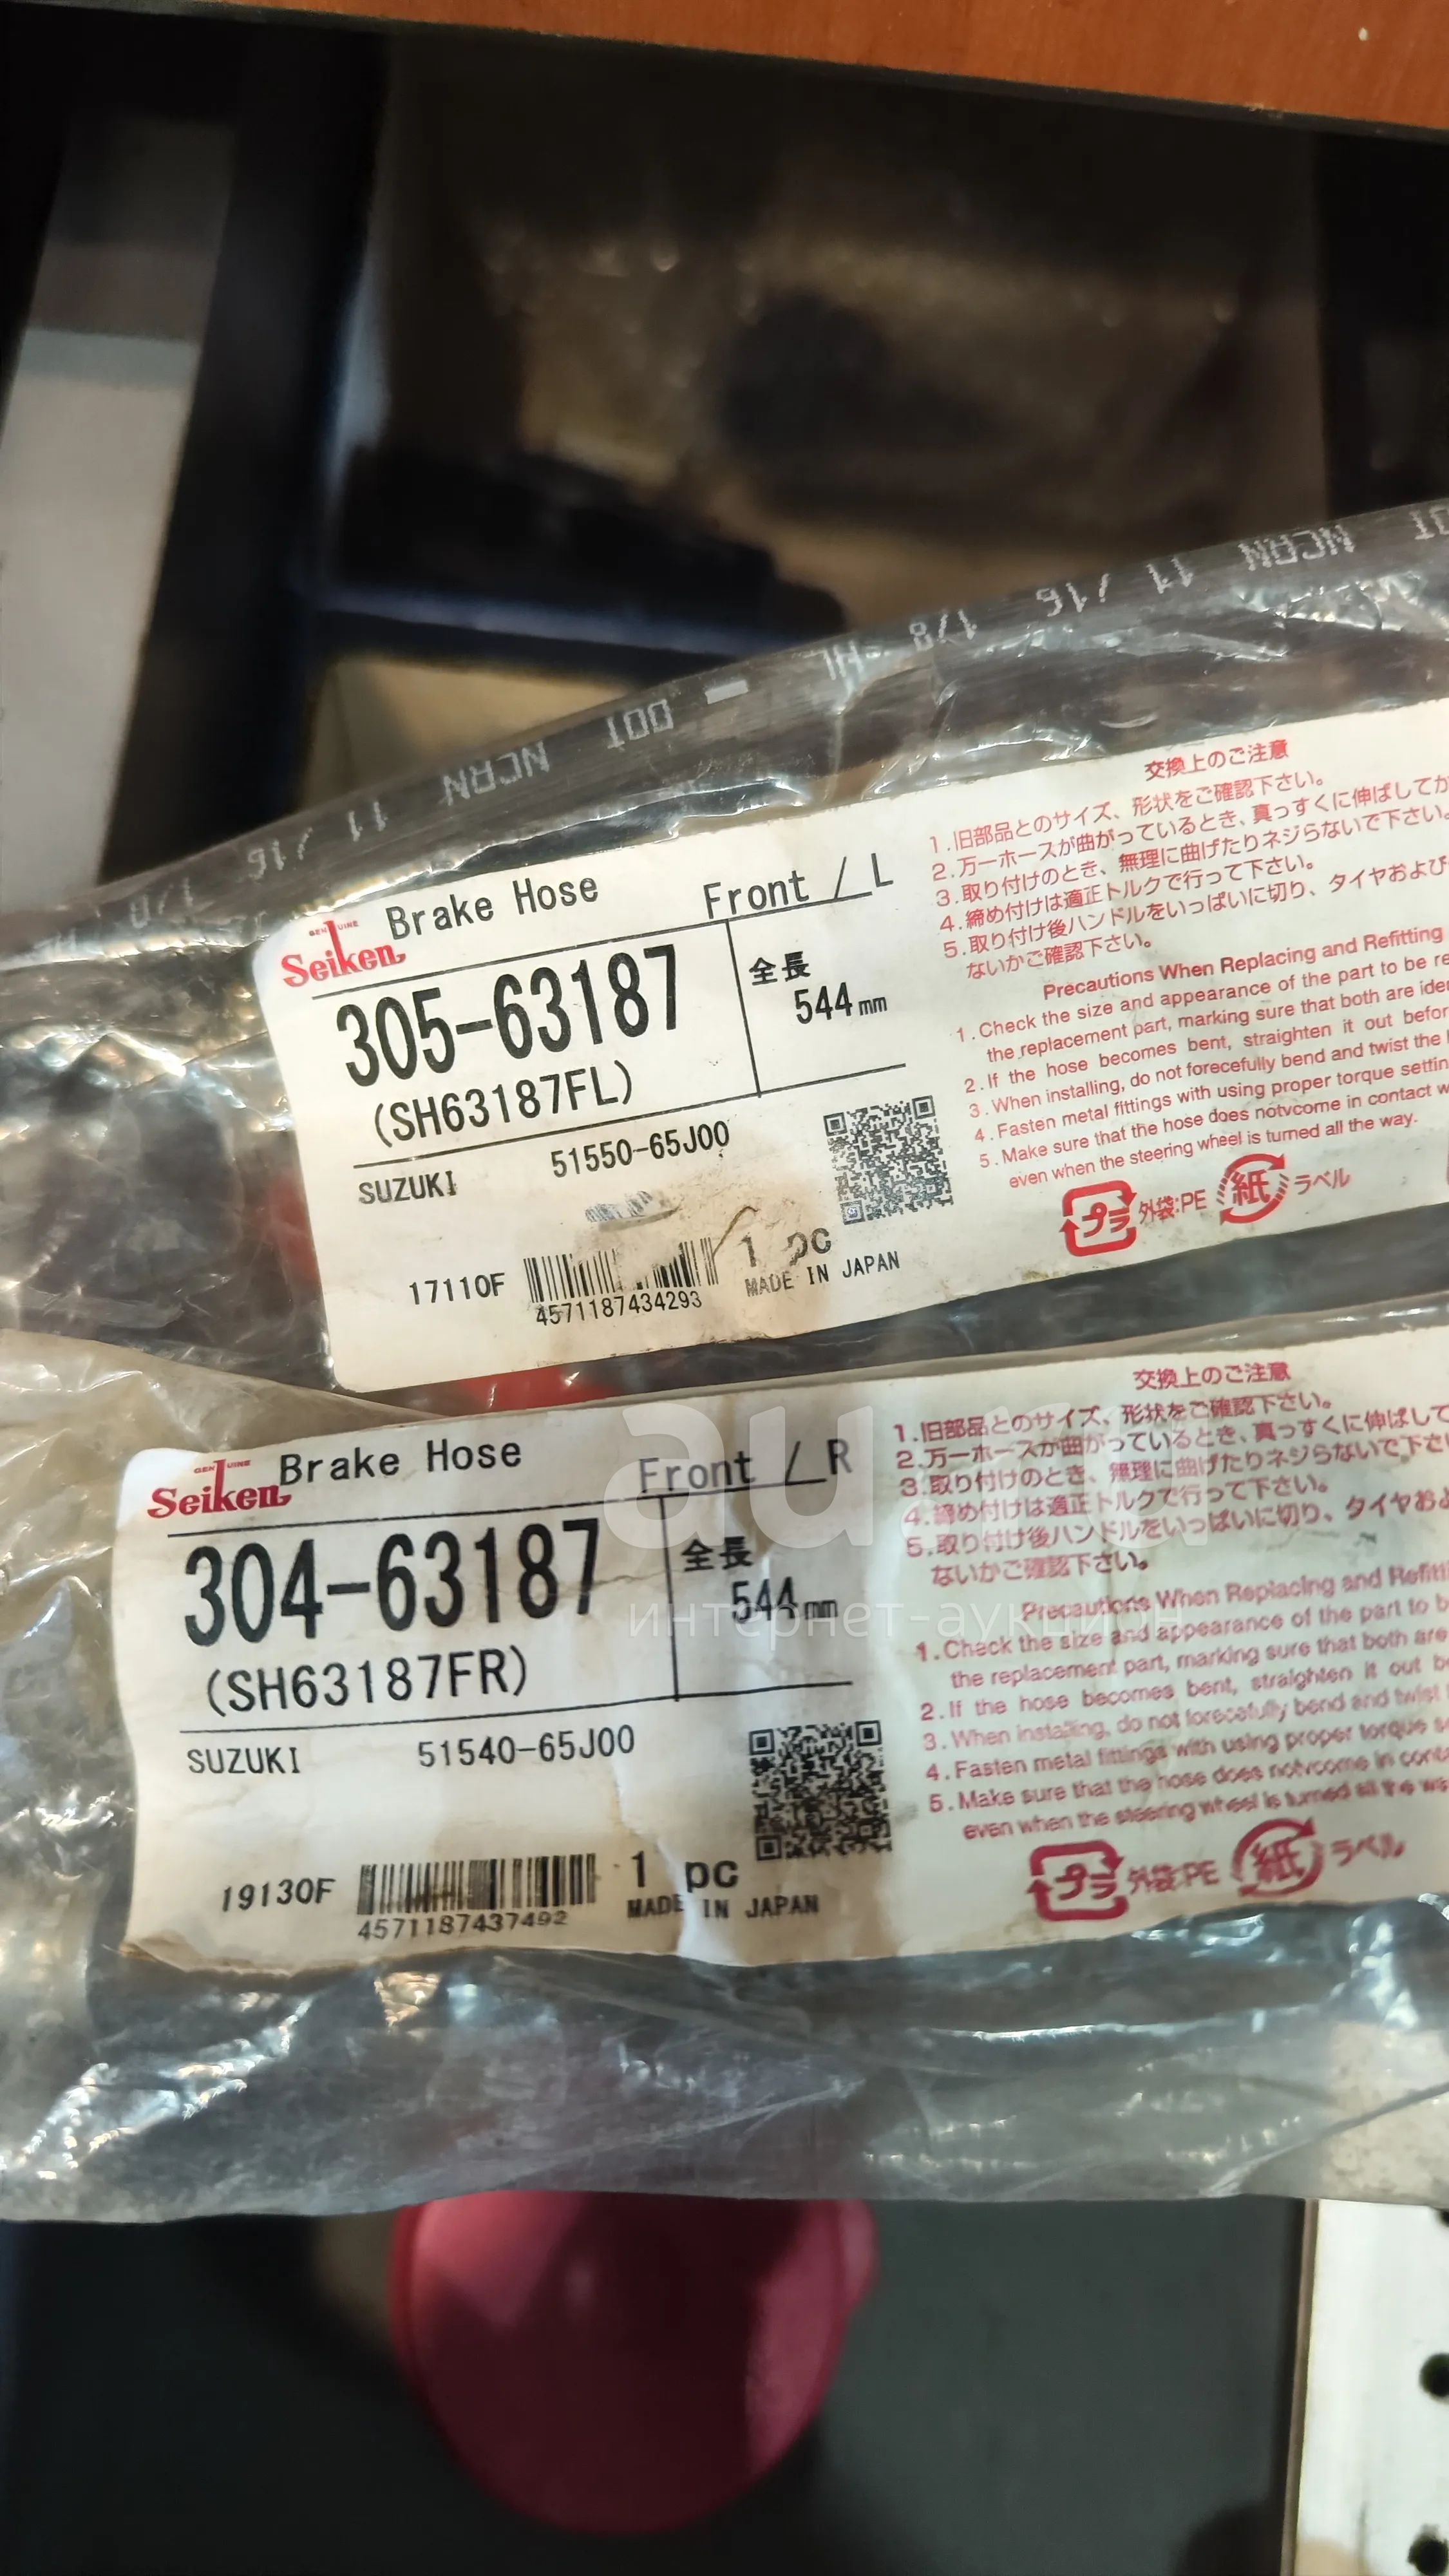 NCRN DOT
11 /16
1/8 HL
NCRN DOT
11 /16
1/8 HL
GENUINE
Seiken
Brake Hose
Front / L
305-63187
(SH63187FL)
全長
544mm
SUZUKI
51550-65J00
17110F
4571187434293
1 pc
MADE IN JAPAN
交換上のご注意
1.旧部品とのサイズ、形状をご確認下さい。
2.万一ホースが曲がっているとき、真っすぐに伸ばしてか
3.取り付けのとき、無理に曲げたりネジらないで下さい。
4.締め付けは適正トルクで行って下さい。
5.取り付け後ハンドルをいっぱいに切り、タイヤおよび
ないかご確認下さい。
Precautions When Replacing and Refitting
1.Check the size and appearance of the part to be re
the replacement part, marking sure that both are iden
2.If the hose becomes bent, straighten it out befor
3.When installing, do not forecefully bend and twist the
4.Fasten metal fittings with using proper torque settin
5.Make sure that the hose does notvcome in contact w
even when the steering wheel is turned all the way.
プラ 外袋:PE 紙 ラベル
GENUINE
Seiken
Brake Hose
Front / R
304-63187
(SH63187FR)
全長
544mm
SUZUKI
51540-65J00
19130F
4571187437492
1 pc
MADE IN JAPAN
交換上のご注意
1.旧部品とのサイズ、形状をご確認下さい。
2.万一ホースが曲がっているとき、真っすぐに伸ばして
3.取り付けのとき、無理に曲げたりネジらないで下さ
4.締め付けは適正トルクで行って下さい。
5.取り付け後ハンドルをいっぱいに切り、タイヤおよ
ないかご確認下さい。
Precautions When Replacing and Refitti
1.Check the size and appearance of the part to b
the replacement part, marking sure that both are
2.If the hose becomes bent, straighten it out be
3.When installing, do not forecefully bend and twist
4.Fasten metal fittings with using proper torque s
5.Make sure that the hose does notvcome in conta
even when the steering wheel is turned all the wa
プラ 外袋:PE 紙 ラベル
au.ru
интернет-аукцион